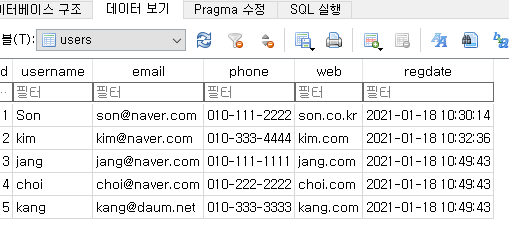 이터베이스 구조 데이터 보기 Pragma 수정 SQL 실행
블(T): users
d username email phone web regdate
... 필터 필터 필터 필터 필터
1 Son son@naver.com 010-111-2222 son.co.kr 2021-01-18 10:30:14
2 kim kim@naver.com 010-333-4444 kim.com 2021-01-18 10:32:36
3 jang jang@naver.com 010-111-1111 jang.com 2021-01-18 10:49:43
4 choi choi@naver.com 010-222-2222 choi.com 2021-01-18 10:49:43
5 kang kang@daum.net 010-333-3333 kang.com 2021-01-18 10:49:43